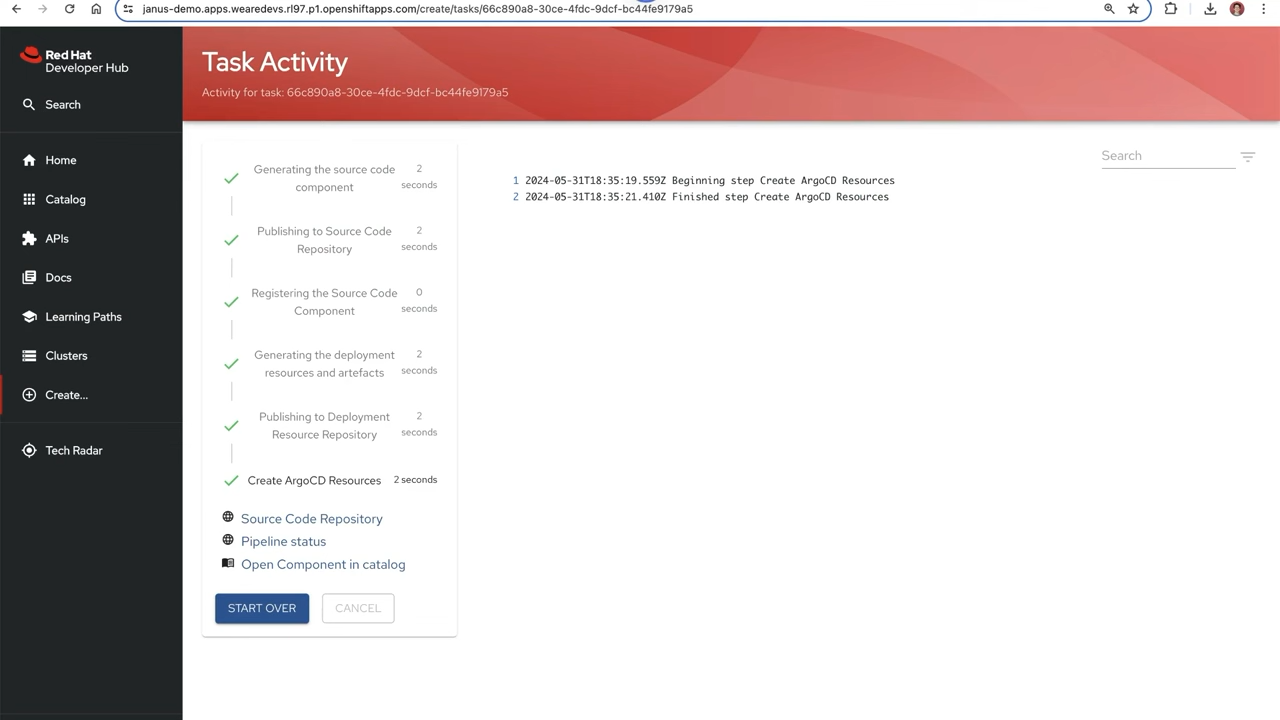 janus-demo.apps.wearedevs.rl97.p1.openshiftapps.com/create/tasks/66c890a8-30ce-4fdc-9dcf-bc44fe9179a5
Red Hat
Developer Hub
Search
Home
Catalog
APIs
Docs
Learning Paths
Clusters
Create...
Tech Radar
Task Activity
Activity for task: 66c890a8-30ce-4fdc-9dcf-bc44fe9179a5
Generating the source code component
2 seconds
Publishing to Source Code Repository
2 seconds
Registering the Source Code Component
0 seconds
Generating the deployment resources and artefacts
2 seconds
Publishing to Deployment Resource Repository
2 seconds
Create ArgoCD Resources
2 seconds
Source Code Repository
Pipeline status
Open Component in catalog
START OVER
CANCEL
Search
1 2024-05-31T18:35:19.559Z Beginning step Create ArgoCD Resources
2 2024-05-31T18:35:21.410Z Finished step Create ArgoCD Resources